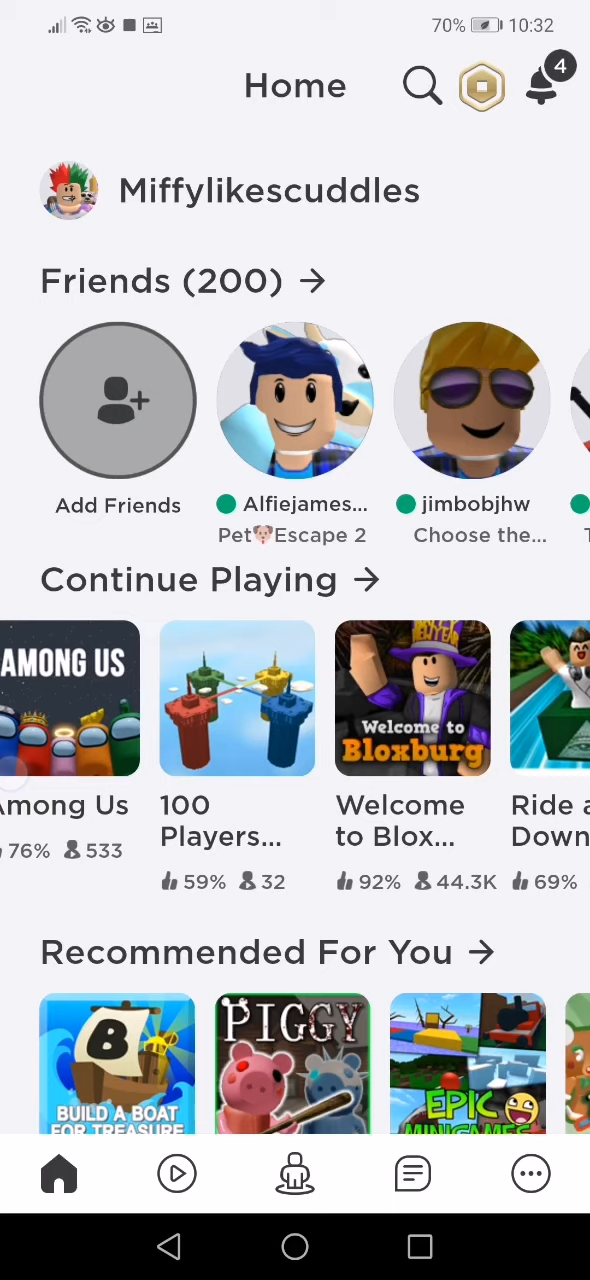 70% 10:32
Home
4
Miffylikescuddles
Friends (200) →
Add Friends
Alfiejames...
jimbobjhw
Pet🐶Escape 2
Choose the...
Continue Playing →
AMONG US
Welcome to
Bloxburg
Among Us
100
Players...
Welcome
to Blox...
Ride a
Down
76% 533
59% 32
92% 44.3K
69%
Recommended For You →
B
BUILD A BOAT
FOR TREASURE
PIGGY
EPIC
MINIGAMES